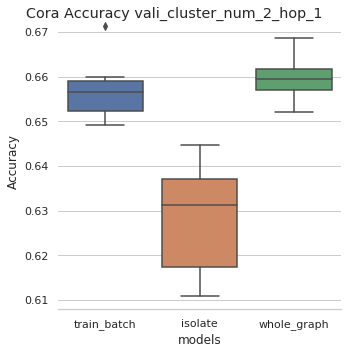 Cora Accuracy vali_cluster_num_2_hop_1
0.67
0.66
0.65
0.64
0.63
0.62
0.61
Accuracy
train_batch isolate whole_graph
models